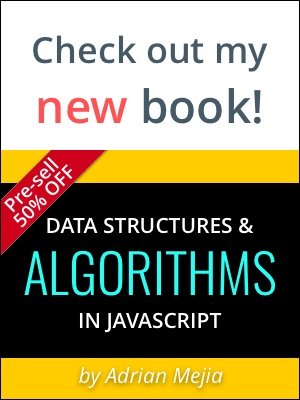 Check out my
new book!
Pre-sell
50% OFF
DATA STRUCTURES &
ALGORITHMS
IN JAVASCRIPT
by Adrian Mejia